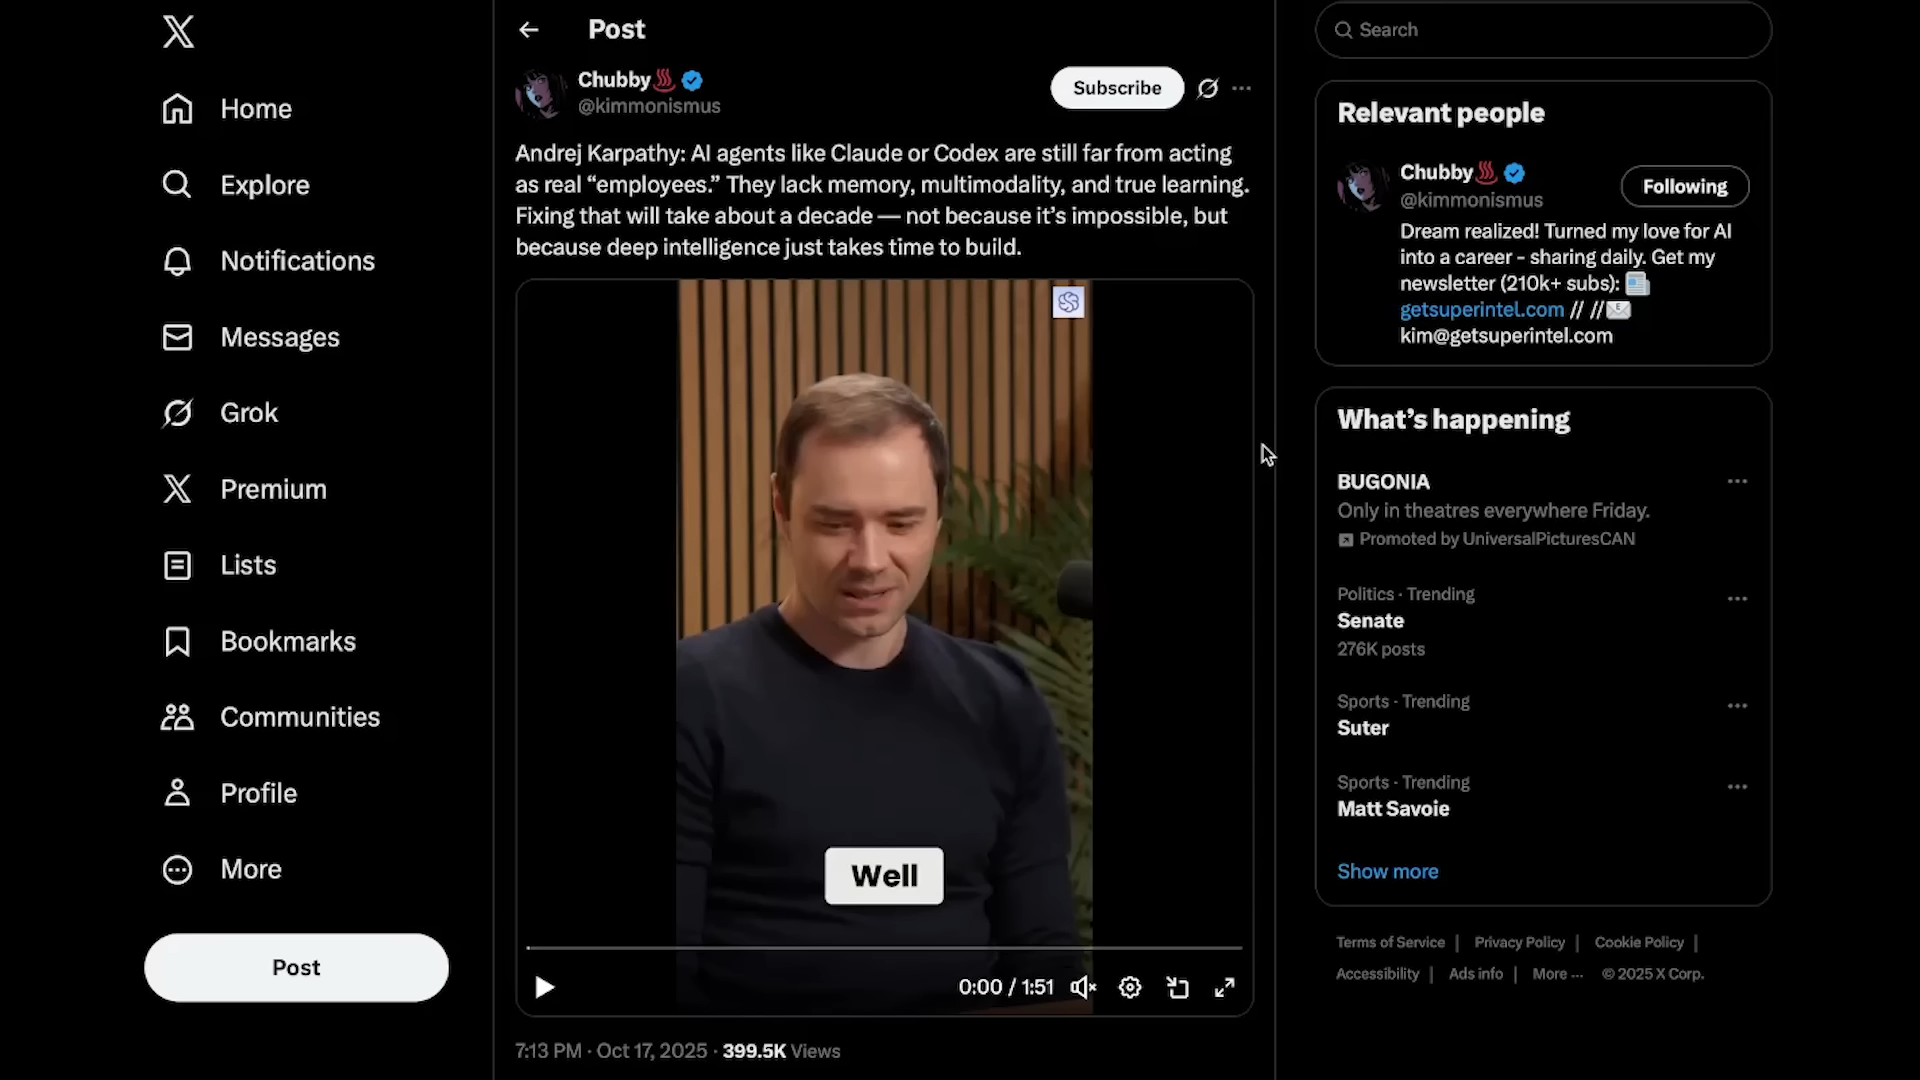 Home
Explore
Notifications
Messages
Grok
Premium
Lists
Bookmarks
Communities
Profile
More
Post
Post
Chubby
@kimmonismus
Subscribe
Andrej Karpathy: AI agents like Claude or Codex are still far from acting
as real “employees.” They lack memory, multimodality, and true learning.
Fixing that will take about a decade — not because it’s impossible, but
because deep intelligence just takes time to build.
Well
0:00 / 1:51
7:13 PM · Oct 17, 2025 · 399.5K Views
Search
Relevant people
Chubby
@kimmonismus
Following
Dream realized! Turned my love for AI
into a career - sharing daily. Get my
newsletter (210k+ subs):
getsuperintel.com // //
kim@getsuperintel.com
What’s happening
BUGONIA
Only in theatres everywhere Friday.
Promoted by UniversalPicturesCAN
Politics · Trending
Senate
276K posts
Sports · Trending
Suter
Sports · Trending
Matt Savoie
Show more
Terms of Service | Privacy Policy | Cookie Policy |
Accessibility | Ads info | More ··· © 2025 X Corp.